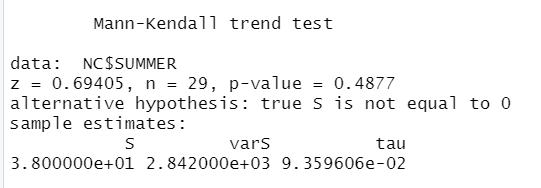 Mann-Kendall trend test
data: NC$SUMMER
z = 0.69405, n = 29, p-value = 0.4877
alternative hypothesis: true S is not equal to 0
sample estimates:
S varS tau
3.800000e+01 2.842000e+03 9.359606e-02